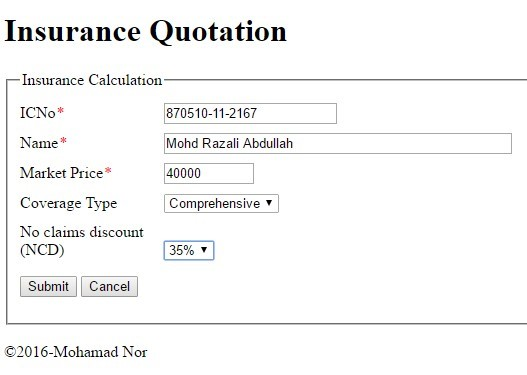 Insurance Quotation
Insurance Calculation
ICNo* 870510-11-2167
Name* Mohd Razali Abdullah
Market Price* 40000
Coverage Type Comprehensive
No claims discount
(NCD) 35%
Submit Cancel
©2016-Mohamad Nor